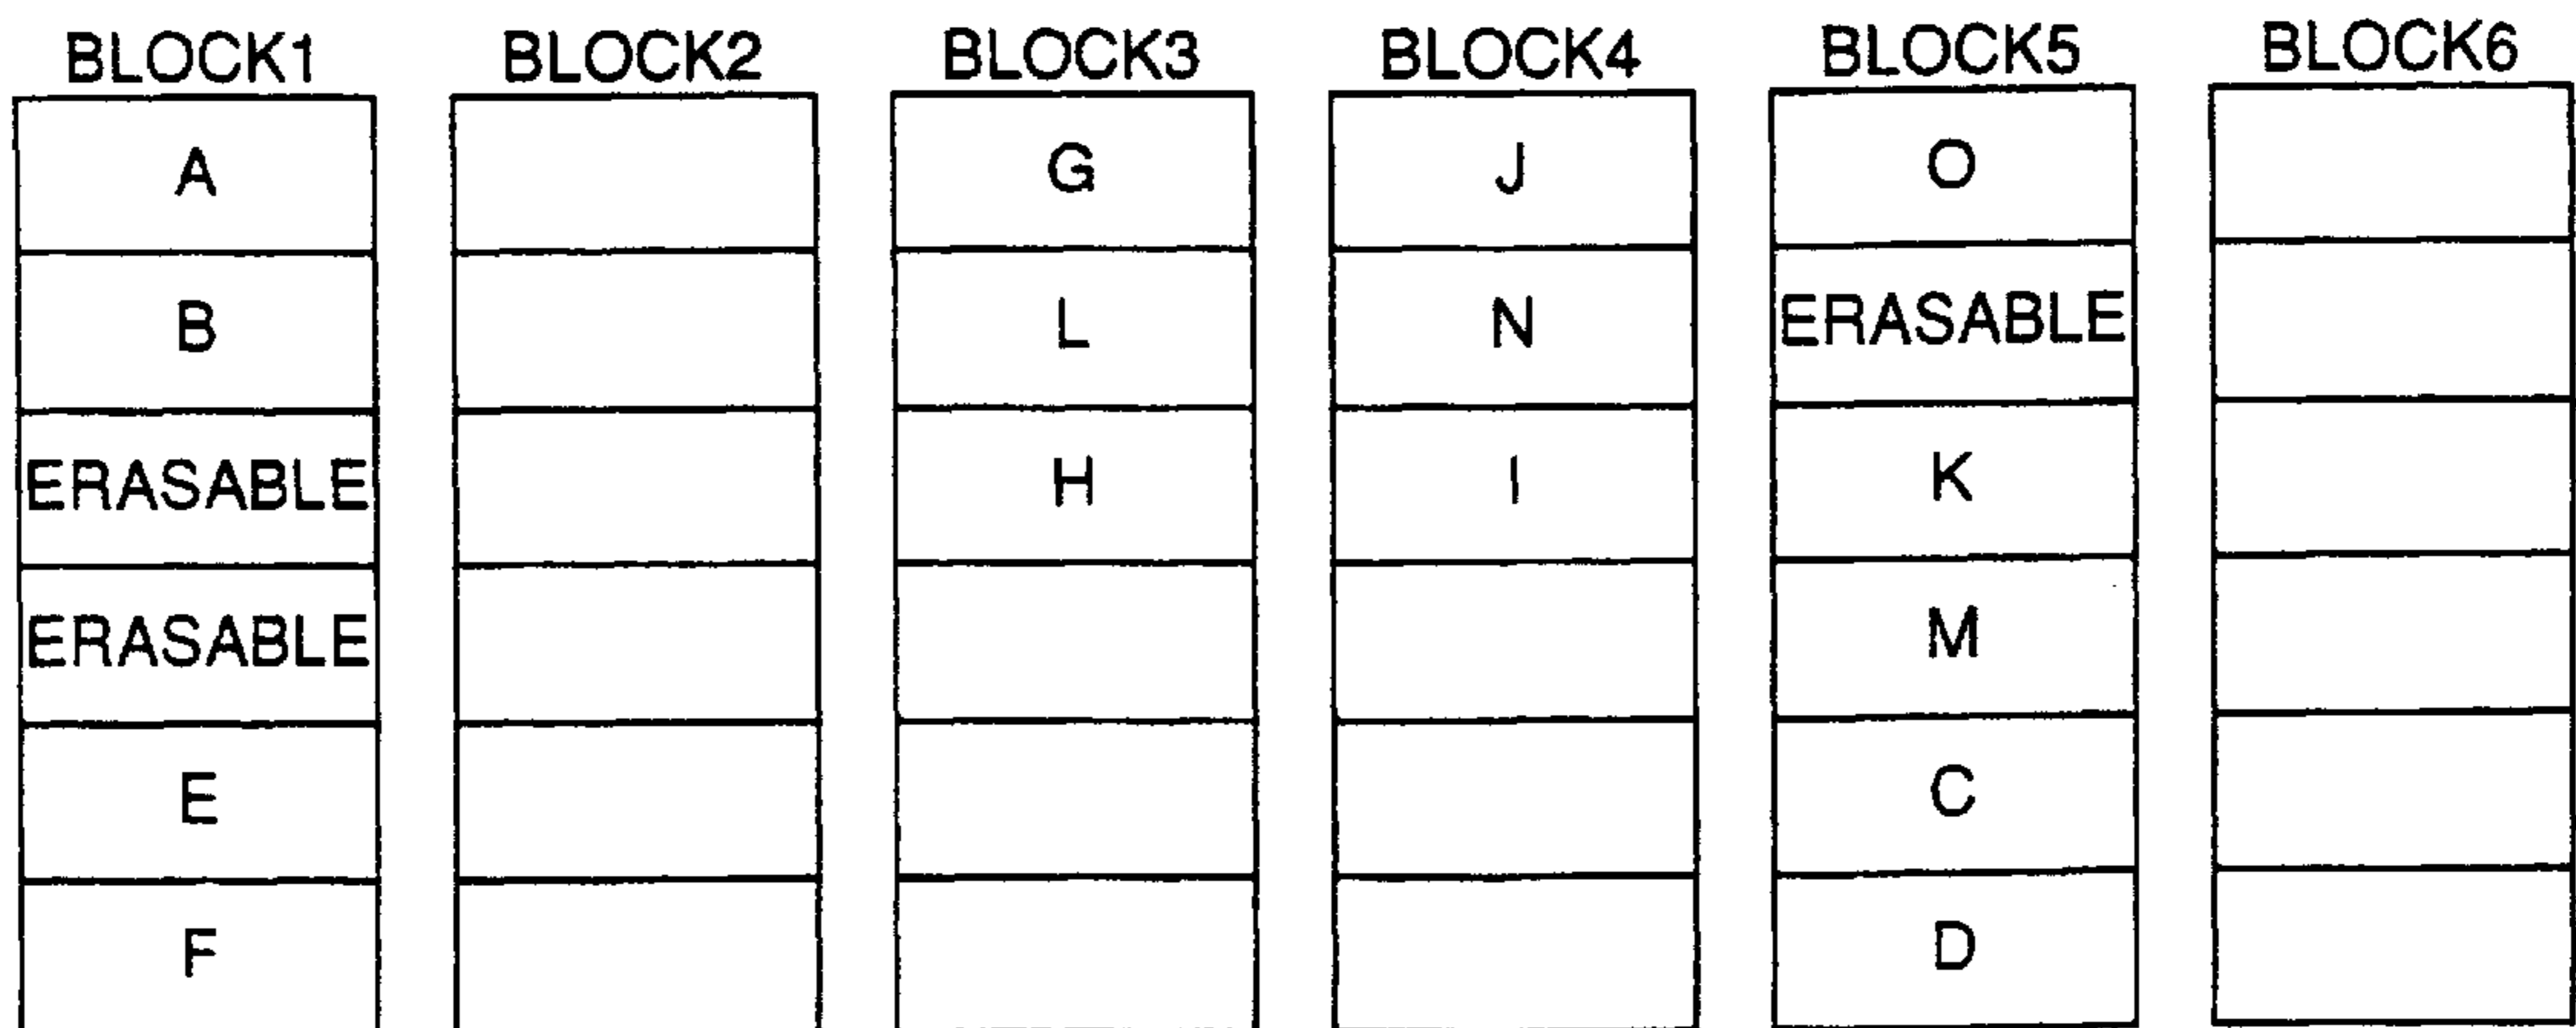 BLOCK1 BLOCK2 BLOCK3 BLOCK4 BLOCK5 BLOCK6
A G J O
B L N ERASABLE
ERASABLE H I K
ERASABLE M
E C
F D